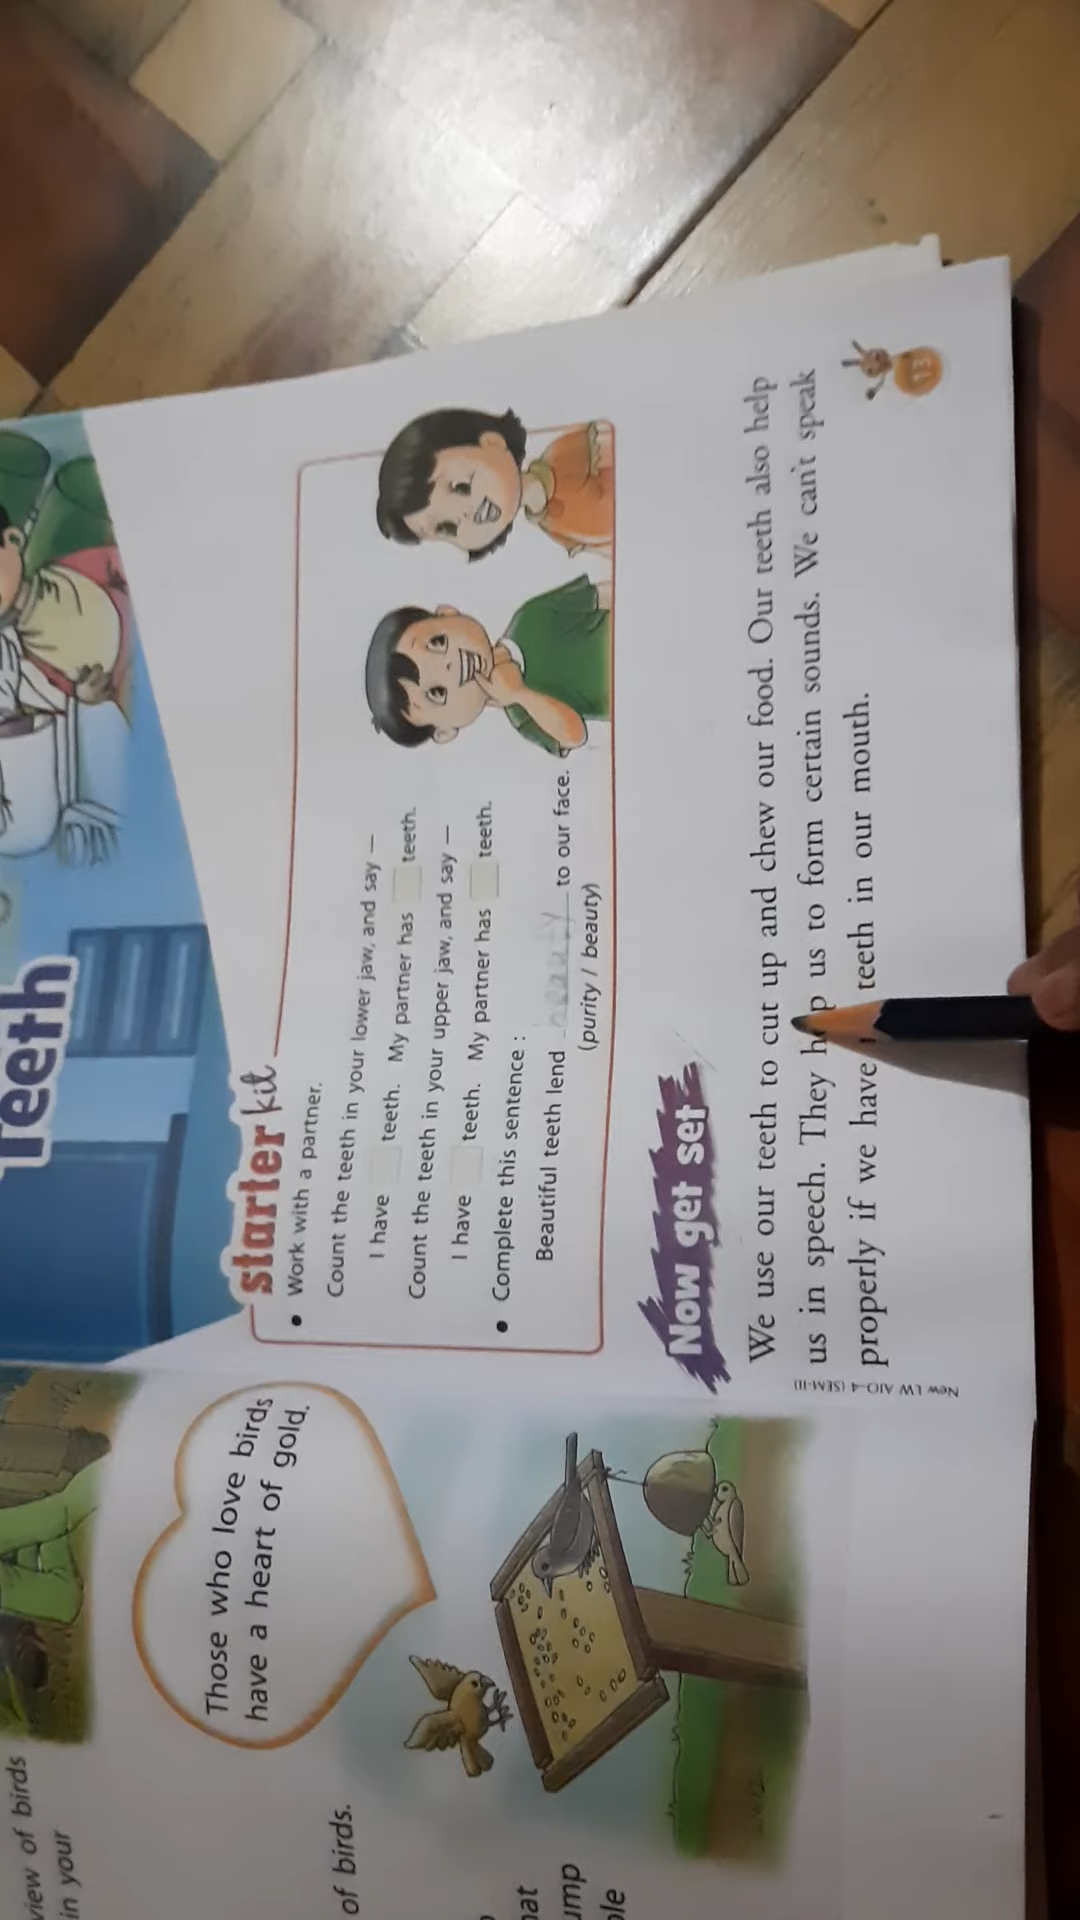 view of birds
in your
Those who love birds
have a heart of gold.
of birds.
Teeth
starter kit
• Work with a partner.
Count the teeth in your lower jaw, and say —
I have teeth. My partner has teeth.
Count the teeth in your upper jaw, and say —
I have teeth. My partner has teeth.
• Complete this sentence :
Beautiful teeth lend beauty to our face.
(purity / beauty)
Now get set
We use our teeth to cut up and chew our food. Our teeth also help
us in speech. They us to form certain sounds. We can't speak
properly if we have teeth in our mouth.
New LW AIO-4 (SEM-II)
13